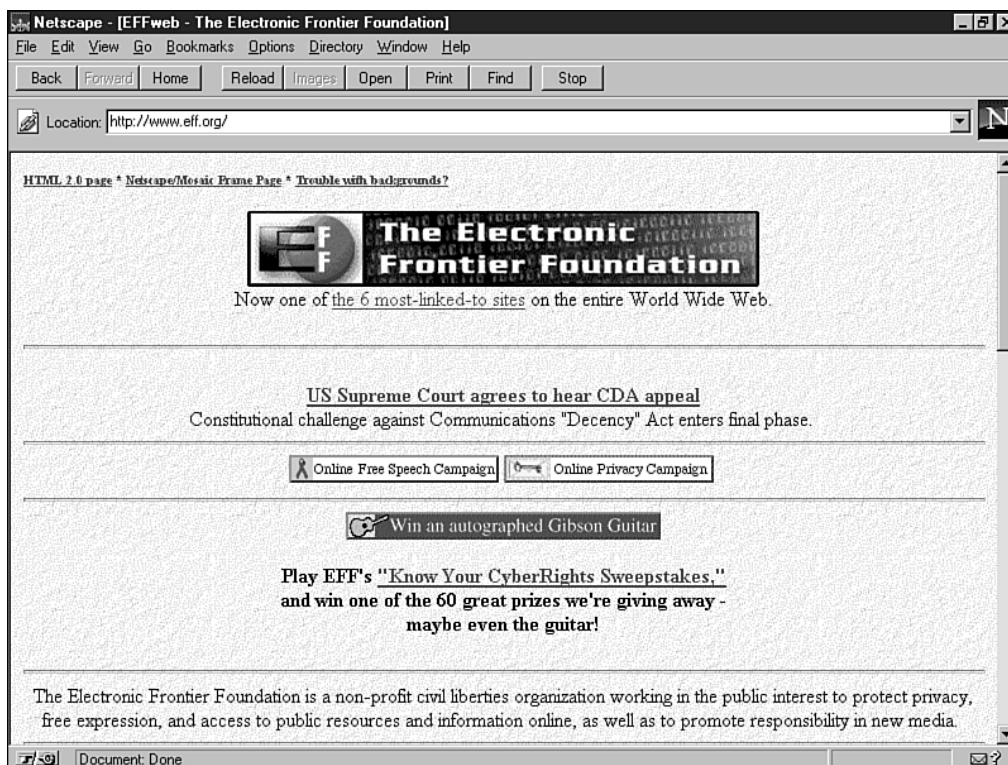 Netscape - [EFFweb - The Electronic Frontier Foundation]
File Edit View Go Bookmarks Options Directory Window Help
Back Forward Home Reload Images Open Print Find Stop
Location: http://www.eff.org/
N
HTML 2.0 page * Netscape/Mosaic Frame Page * Trouble with backgrounds?
EFF
The Electronic
Frontier Foundation
Now one of the 6 most-linked-to sites on the entire World Wide Web.
US Supreme Court agrees to hear CDA appeal
Constitutional challenge against Communications "Decency" Act enters final phase.
Online Free Speech Campaign Online Privacy Campaign
Win an autographed Gibson Guitar
Play EFF's "Know Your CyberRights Sweepstakes,"
and win one of the 60 great prizes we're giving away -
maybe even the guitar!
The Electronic Frontier Foundation is a non-profit civil liberties organization working in the public interest to protect privacy,
free expression, and access to public resources and information online, as well as to promote responsibility in new media.
Document: Done